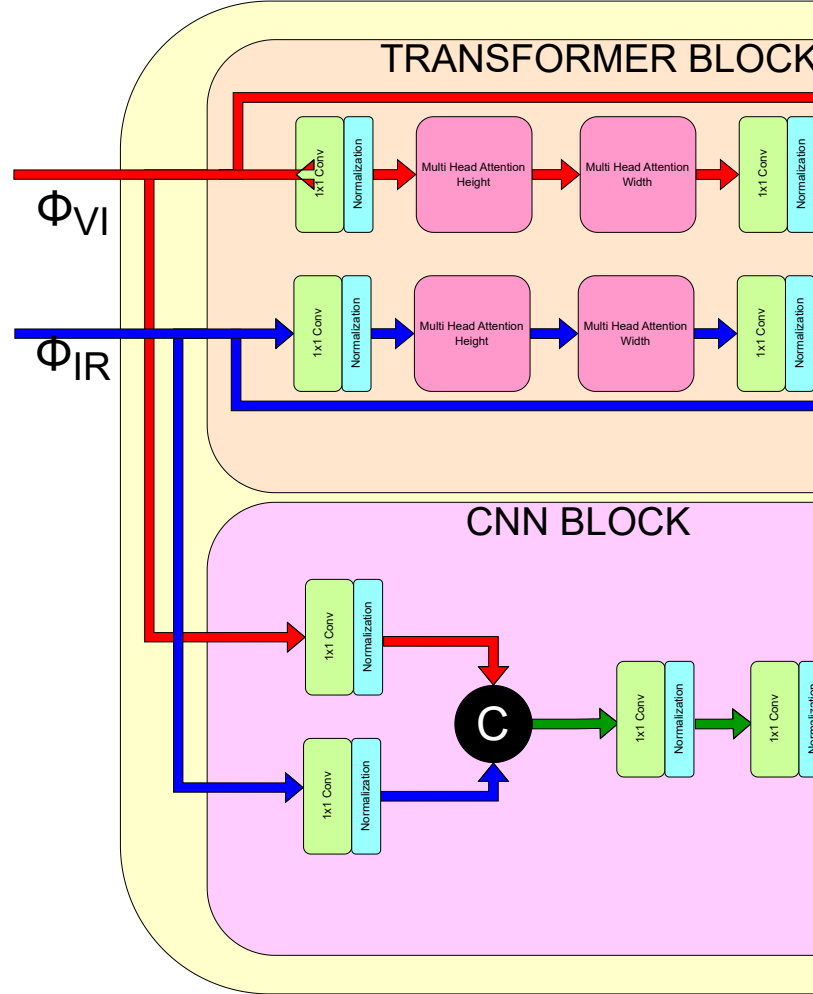 TRANSFORMER BLOCK
1x1 Conv
Normalization
Multi Head Attention
Height
Multi Head Attention
Width
1x1 Conv
Normalization
ΦVI
1x1 Conv
Normalization
Multi Head Attention
Height
Multi Head Attention
Width
1x1 Conv
Normalization
ΦIR
CNN BLOCK
1x1 Conv
Normalization
C
1x1 Conv
Normalization
1x1 Conv
Normalization
1x1 Conv
Normalization